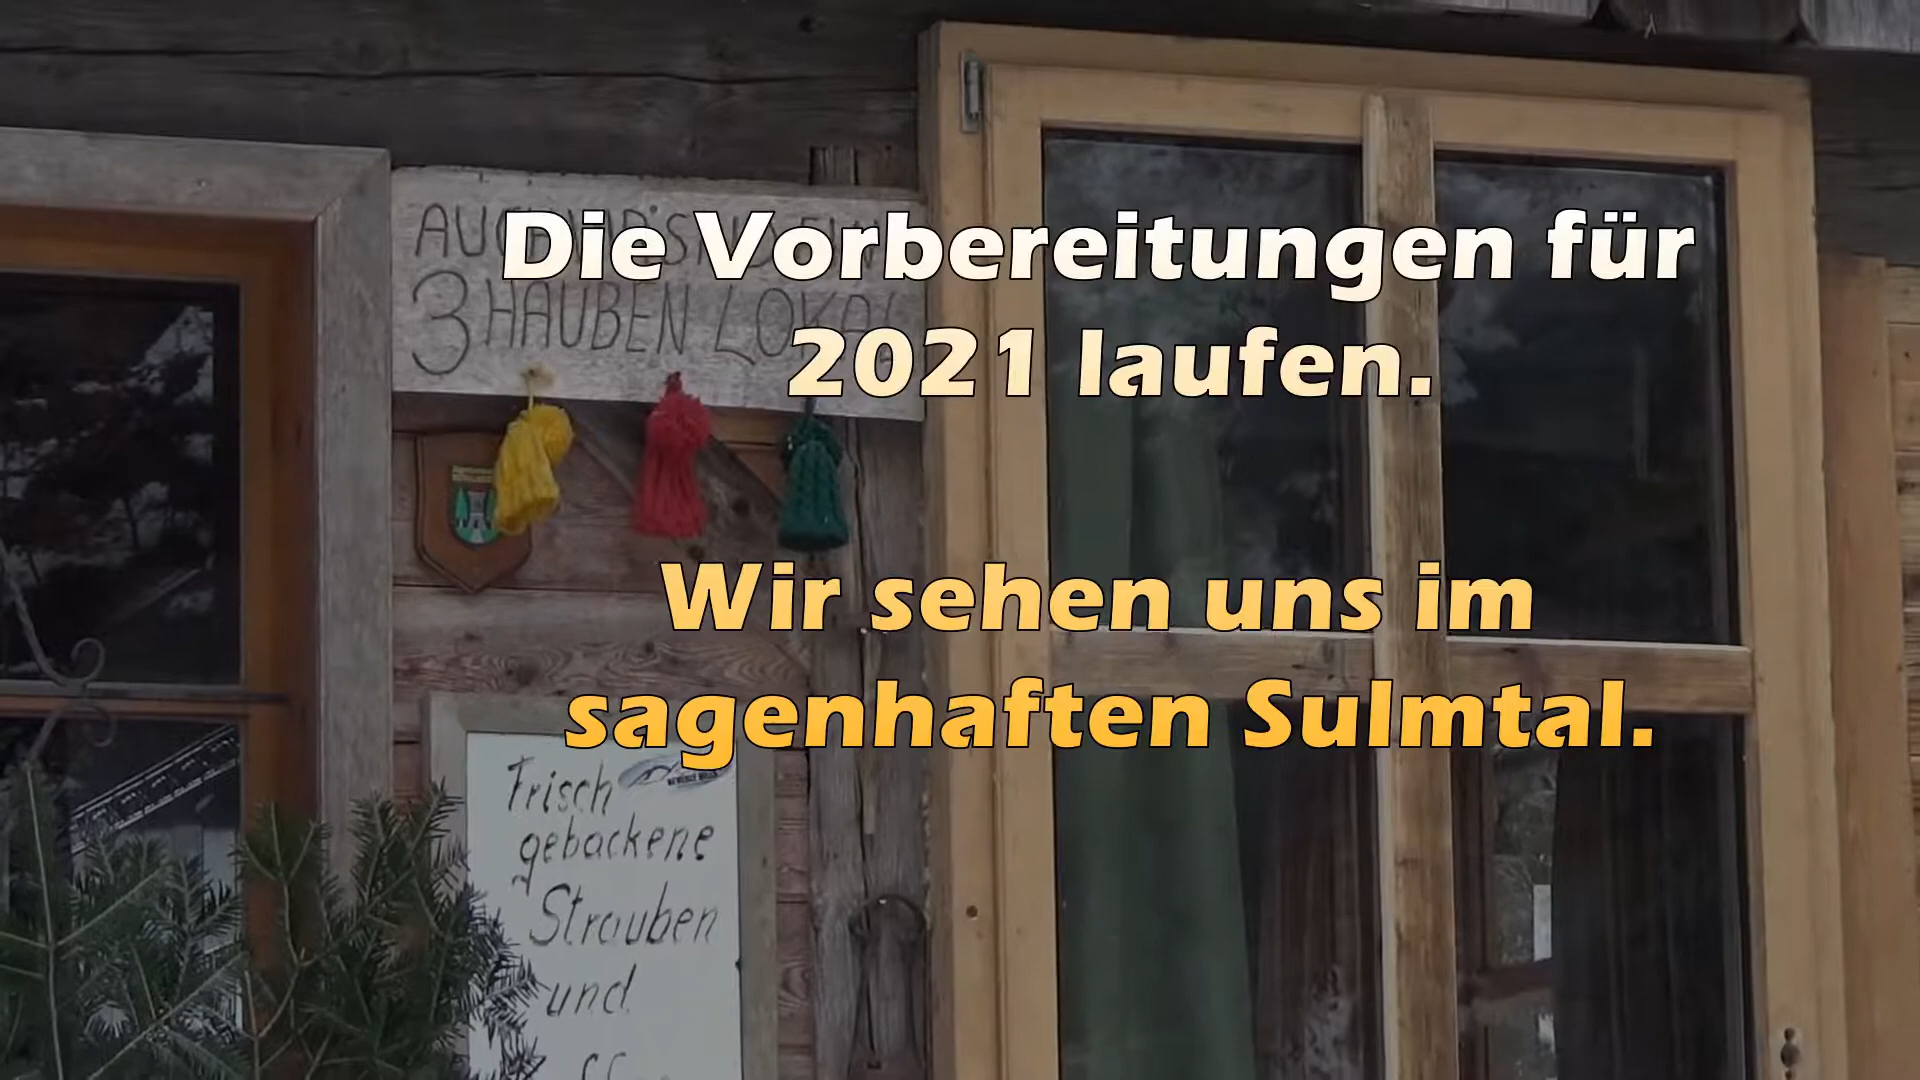 Die Vorbereitungen für
2021 laufen.
Wir sehen uns im
sagenhaften Sulmtal.
3 HAUBEN LOKAL
Frisch
gebackene
Strauben
und